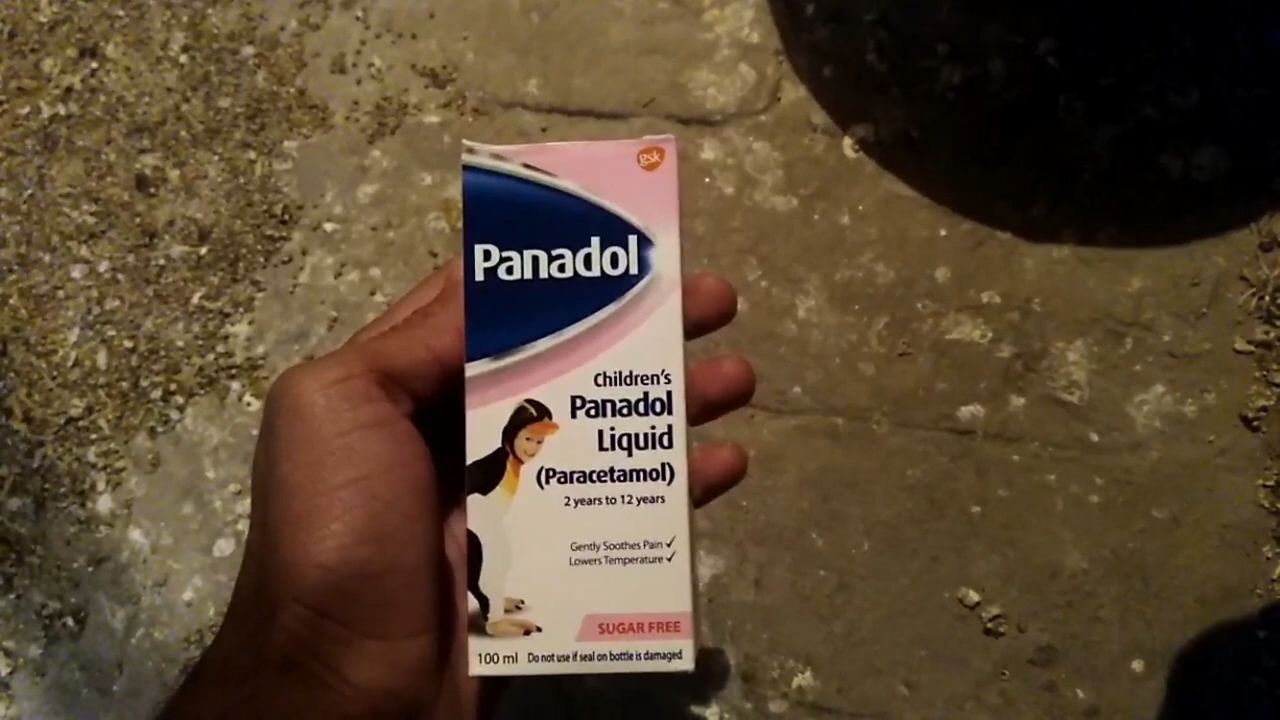 gsk
Panadol
Children's
Panadol
Liquid
(Paracetamol)
2 years to 12 years
Gently Soothes Pain ✓
Lowers Temperature ✓
SUGAR FREE
100 ml Do not use if seal on bottle is damaged